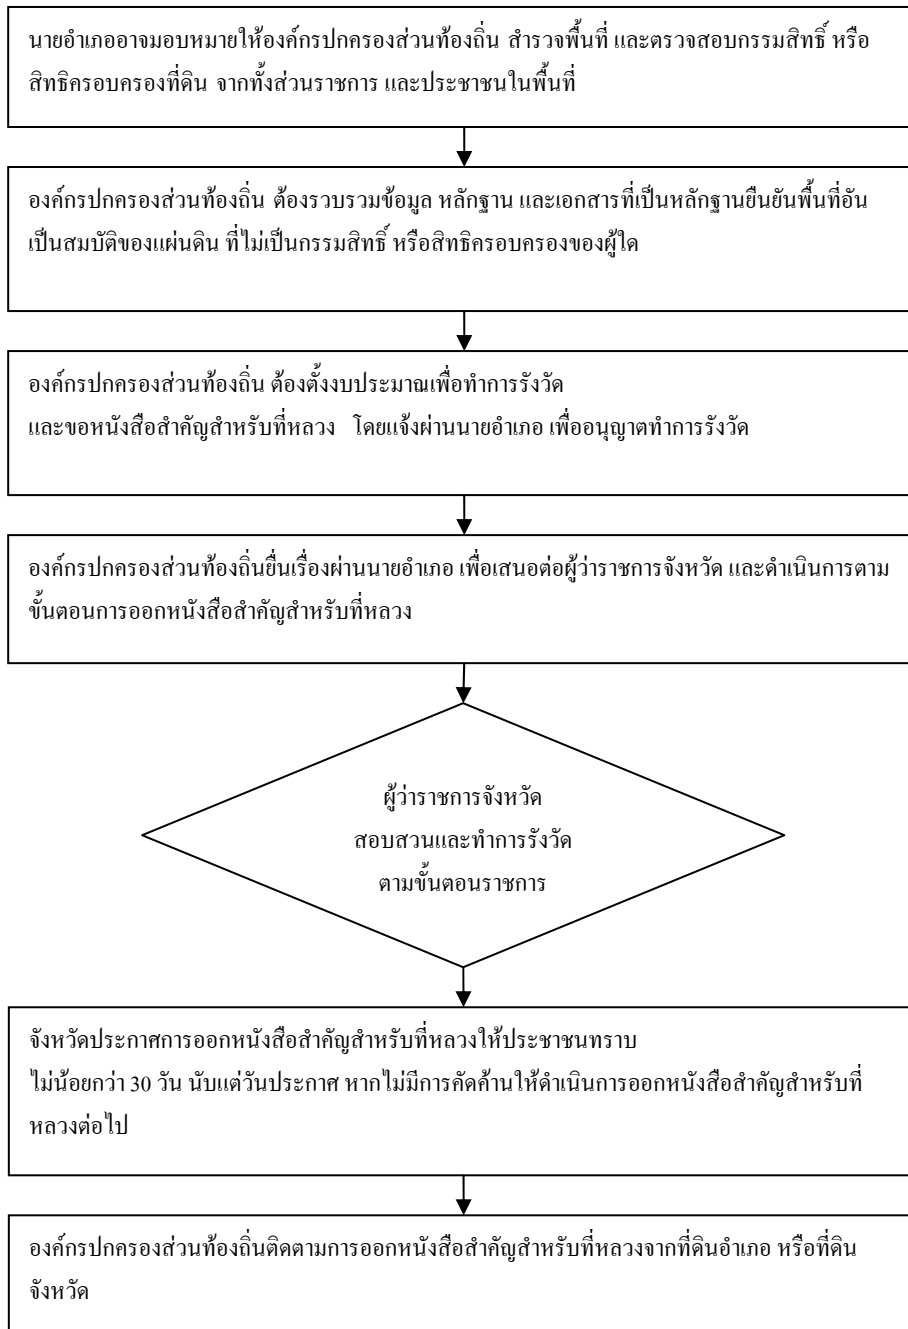 นายอำเภออาจมอบหมายให้องค์กรปกครองส่วนท้องถิ่น สำรวจพื้นที่ และตรวจสอบกรรมสิทธิ์ หรือ
สิทธิครอบครองที่ดิน จากทั้งส่วนราชการ และประชาชนในพื้นที่
องค์กรปกครองส่วนท้องถิ่น ต้องรวบรวมข้อมูล หลักฐาน และเอกสารที่เป็นหลักฐานยืนยันพื้นที่อัน
เป็นสมบัติของแผ่นดิน ที่ไม่เป็นกรรมสิทธิ์ หรือสิทธิครอบครองของผู้ใด
องค์กรปกครองส่วนท้องถิ่น ต้องตั้งงบประมาณเพื่อทำการรังวัด
และขอหนังสือสำคัญสำหรับที่หลวง โดยแจ้งผ่านนายอำเภอ เพื่ออนุญาตทำการรังวัด
องค์กรปกครองส่วนท้องถิ่นยื่นเรื่องผ่านนายอำเภอ เพื่อเสนอต่อผู้ว่าราชการจังหวัด และดำเนินการตาม
ขั้นตอนการออกหนังสือสำคัญสำหรับที่หลวง
ผู้ว่าราชการจังหวัด
สอบสวนและทำการรังวัด
ตามขั้นตอนราชการ
จังหวัดประกาศการออกหนังสือสำคัญสำหรับที่หลวงให้ประชาชนทราบ
ไม่น้อยกว่า 30 วัน นับแต่วันประกาศ หากไม่มีการคัดค้านให้ดำเนินการออกหนังสือสำคัญสำหรับที่
หลวงต่อไป
องค์กรปกครองส่วนท้องถิ่นติดตามการออกหนังสือสำคัญสำหรับที่หลวงจากที่ดินอำเภอ หรือที่ดิน
จังหวัด